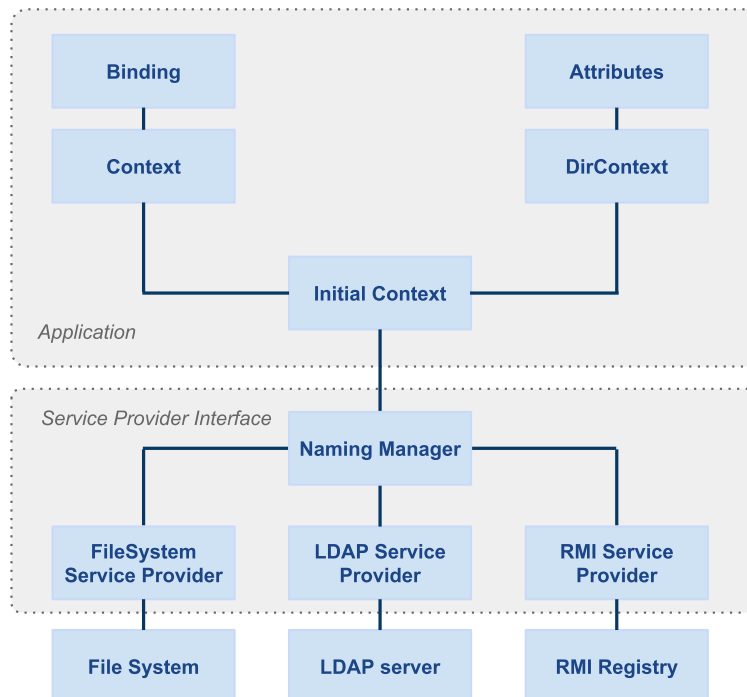 Binding
Attributes
Context
DirContext
Initial Context
Application
Service Provider Interface
Naming Manager
FileSystem
Service Provider
LDAP Service
Provider
RMI Service
Provider
File System
LDAP server
RMI Registry